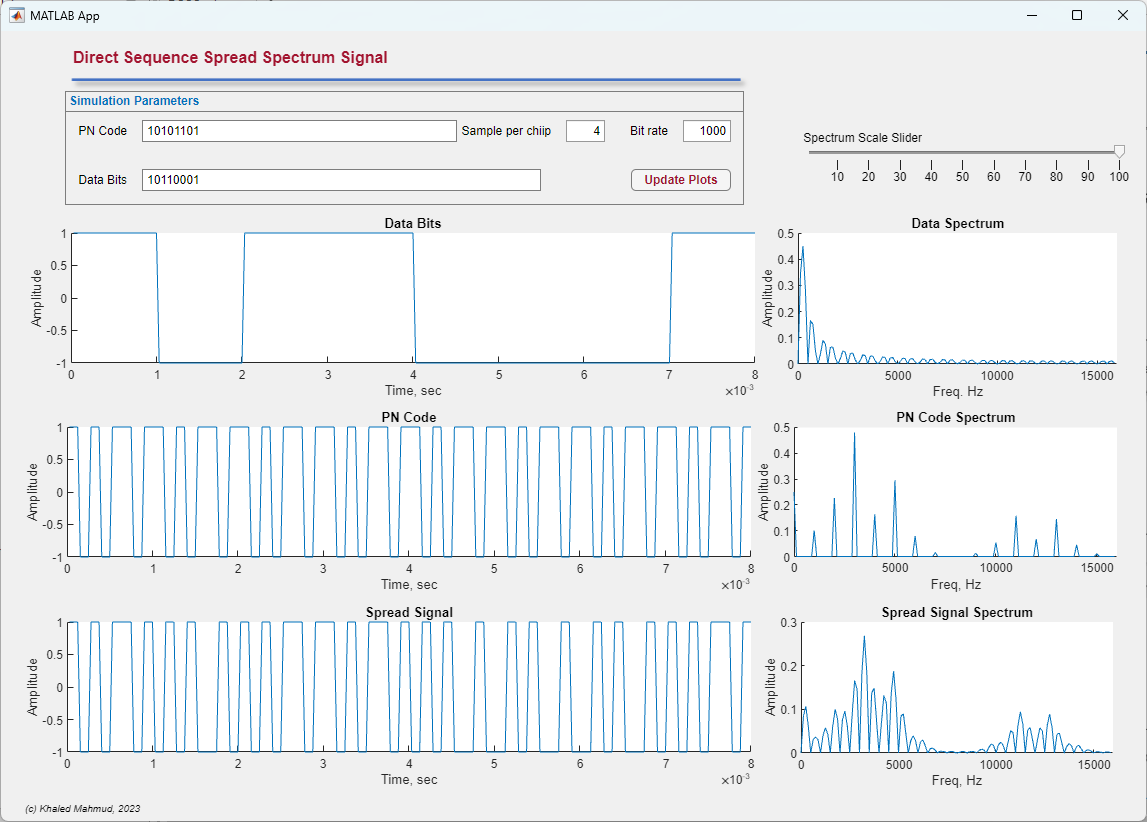 MATLAB App
Direct Sequence Spread Spectrum Signal
Simulation Parameters
PN Code 10101101 Sample per chiip 4 Bit rate 1000
Data Bits 10110001 Update Plots
Spectrum Scale Slider
10 20 30 40 50 60 70 80 90 100
Data Bits
Amplitude
1
0.5
0
-0.5
-1
0 1 2 3 4 5 6 7 8
Time, sec
×10-3
Data Spectrum
Amplitude
0.5
0.4
0.3
0.2
0.1
0
0 5000 10000 15000
Freq. Hz
PN Code
Amplitude
1
0.5
0
-0.5
-1
0 1 2 3 4 5 6 7 8
Time, sec
×10-3
PN Code Spectrum
Amplitude
0.5
0.4
0.3
0.2
0.1
0
0 5000 10000 15000
Freq, Hz
Spread Signal
Amplitude
1
0.5
0
-0.5
-1
0 1 2 3 4 5 6 7 8
Time, sec
×10-3
Spread Signal Spectrum
Amplitude
0.3
0.2
0.1
0
0 5000 10000 15000
Freq, Hz
(c) Khaled Mahmud, 2023